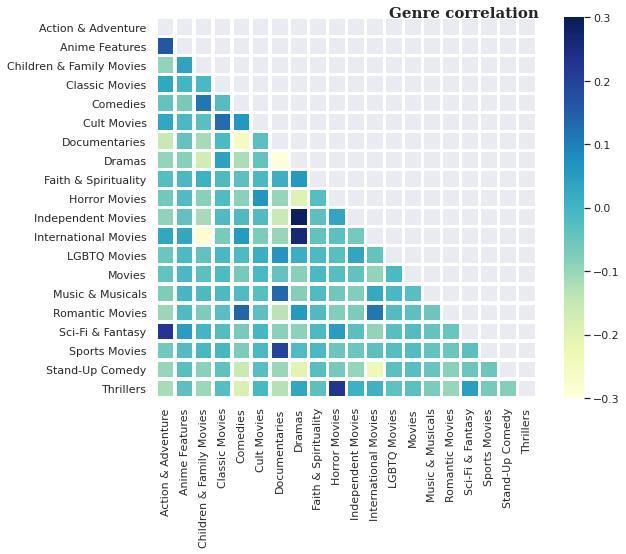 Genre correlation
Action & Adventure
Anime Features
Children & Family Movies
Classic Movies
Comedies
Cult Movies
Documentaries
Dramas
Faith & Spirituality
Horror Movies
Independent Movies
International Movies
LGBTQ Movies
Movies
Music & Musicals
Romantic Movies
Sci-Fi & Fantasy
Sports Movies
Stand-Up Comedy
Thrillers
Action & Adventure
Anime Features
Children & Family Movies
Classic Movies
Comedies
Cult Movies
Documentaries
Dramas
Faith & Spirituality
Horror Movies
Independent Movies
International Movies
LGBTQ Movies
Movies
Music & Musicals
Romantic Movies
Sci-Fi & Fantasy
Sports Movies
Stand-Up Comedy
Thrillers
0.3
0.2
0.1
0.0
−0.1
−0.2
−0.3